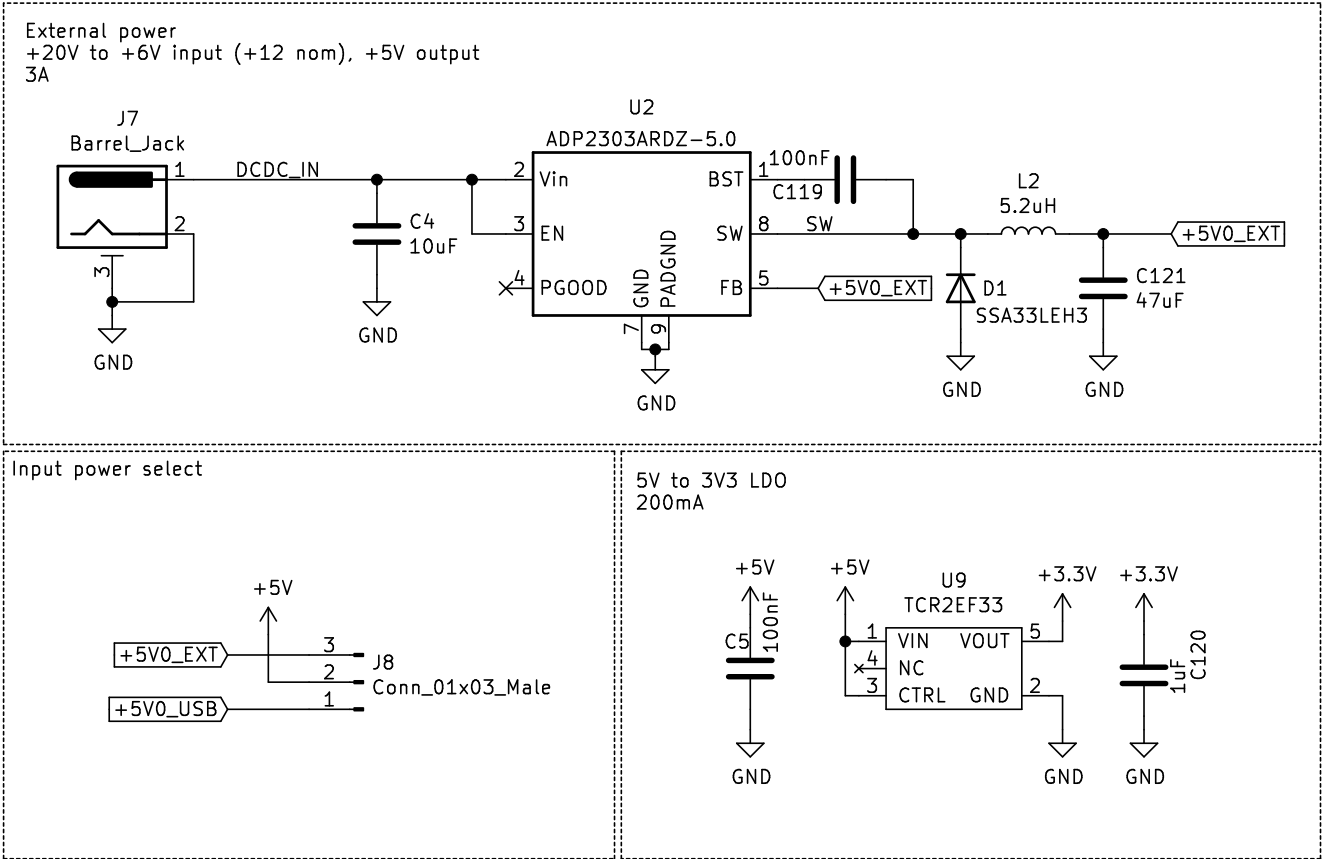 External power
+20V to +6V input (+12 nom), +5V output
3A
J7
Barrel_Jack
1
2
3
GND
DCDC_IN
C4
10uF
GND
U2
ADP2303ARDZ-5.0
2 Vin
3 EN
4 PGOOD
BST 1
SW 8
FB 5
GND
PADGND
7
9
GND
100nF
C119
SW
+5V0_EXT
D1
SSA33LEH3
GND
L2
5.2uH
+5V0_EXT
C121
47uF
GND
Input power select
+5V
+5V0_EXT
3
2
+5V0_USB
1
J8
Conn_01x03_Male
5V to 3V3 LDO
200mA
+5V
C5
100nF
GND
+5V
U9
TCR2EF33
1 VIN
4 NC
3 CTRL
VOUT 5
GND 2
+3.3V
GND
+3.3V
1uF
C120
GND